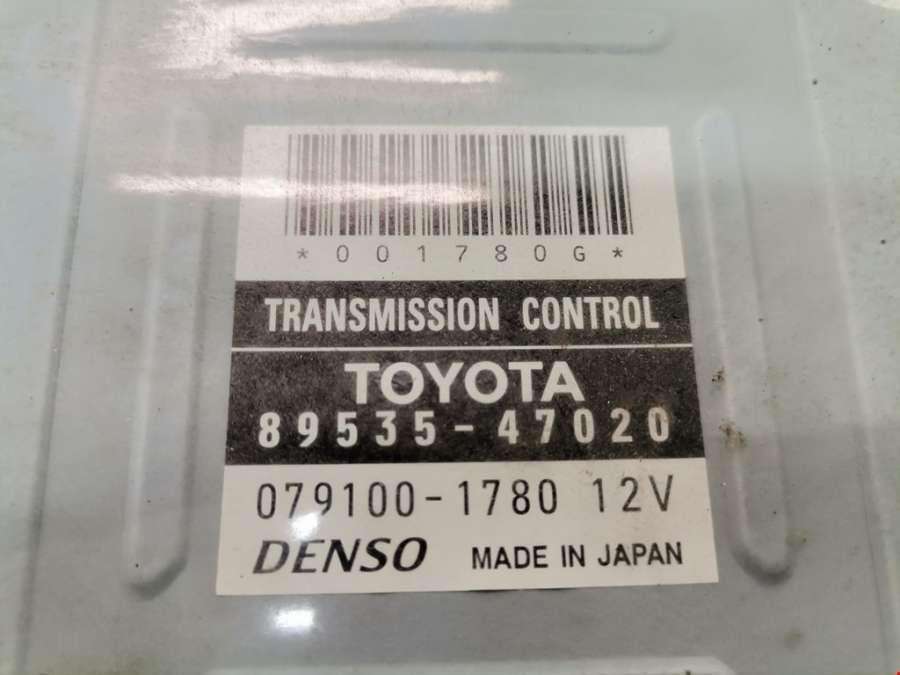 *001780G*
TRANSMISSION CONTROL
TOYOTA
89535-47020
079100-1780 12V
DENSO MADE IN JAPAN